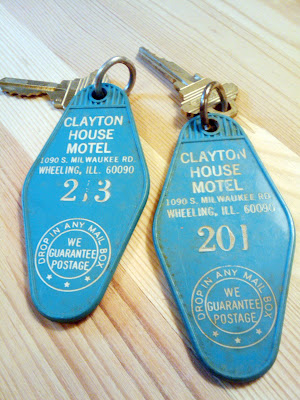 CLAYTON
HOUSE
MOTEL
1090 S. MILWAUKEE RD
WHEELING, ILL. 60090
213
DROP IN ANY MAIL BOX
WE
GUARANTEE
POSTAGE
CLAYTON
HOUSE
MOTEL
1090 S. MILWAUKEE RD.
WHEELING, ILL. 60090
201
DROP IN ANY MAIL BOX
WE
GUARANTEE
POSTAGE